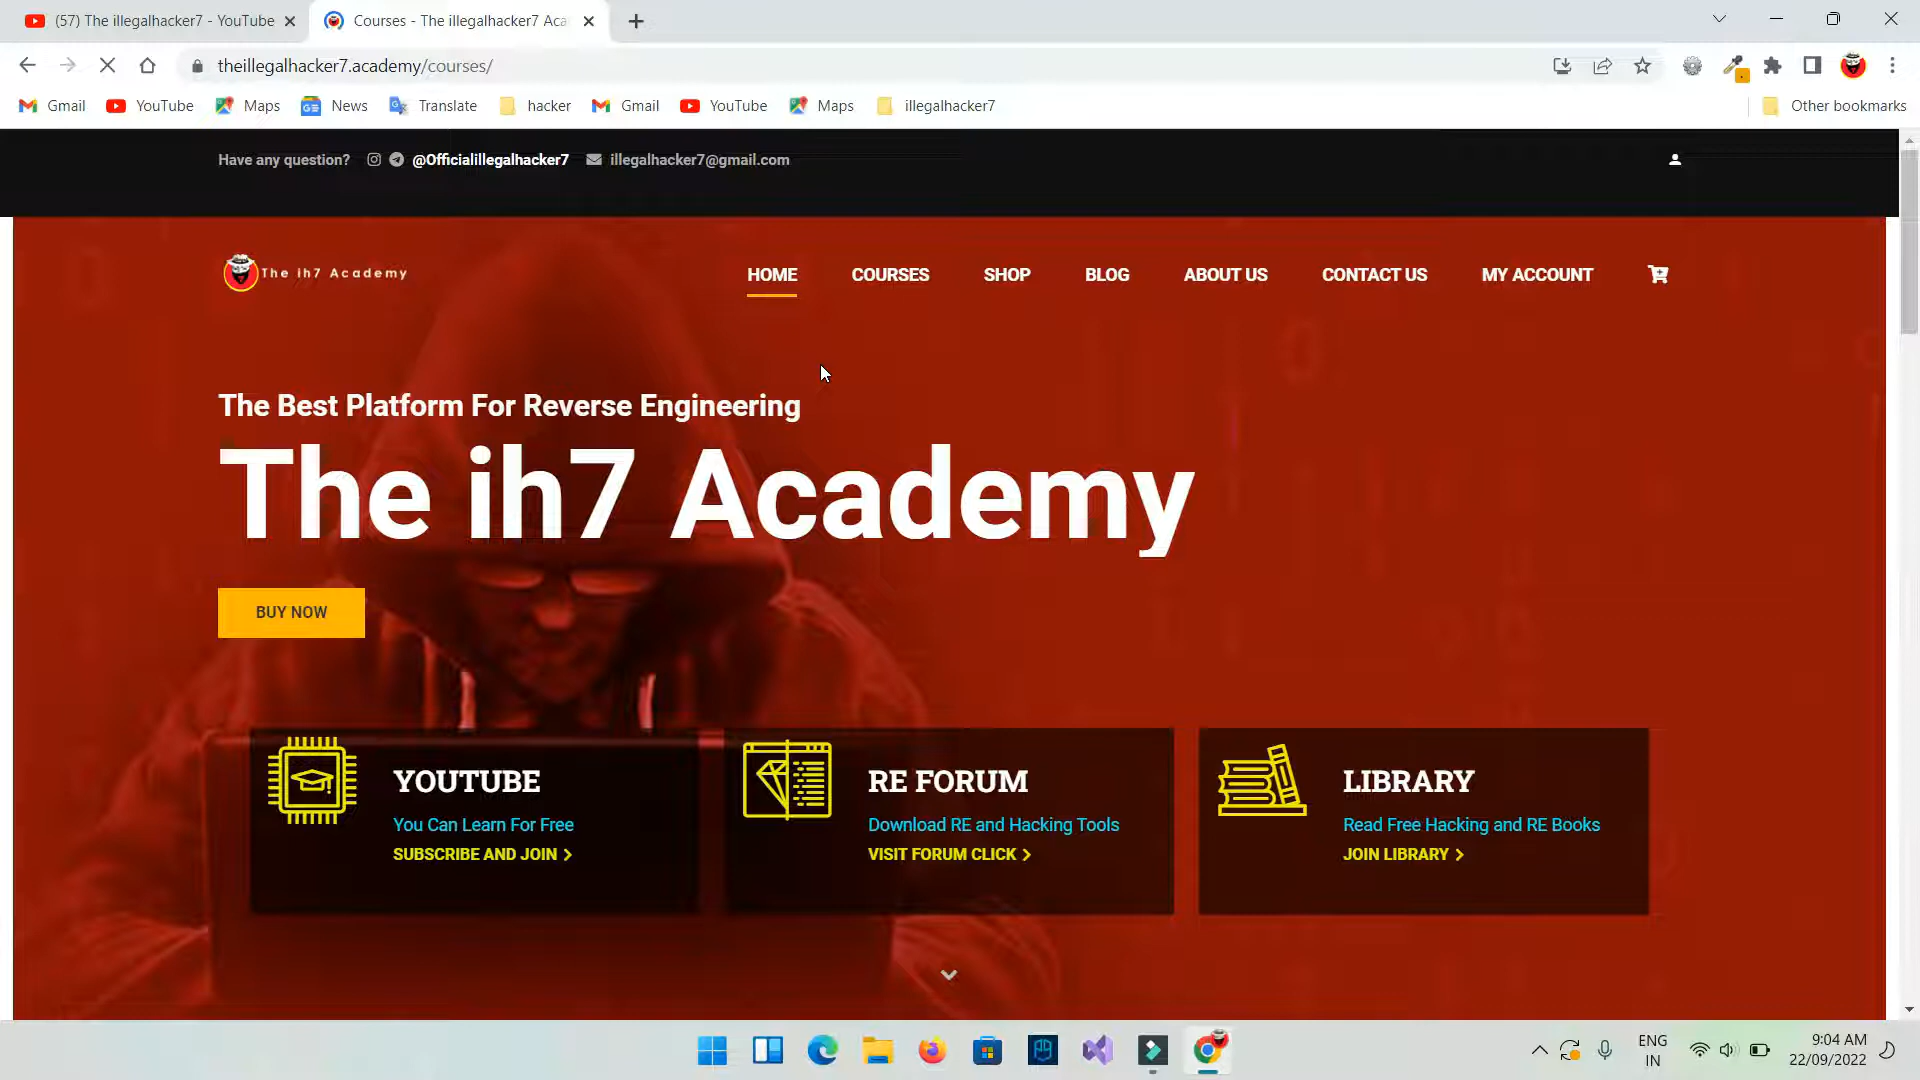 (57) The illegalhacker7 - YouTube
Courses - The illegalhacker7 Aca
theillegalhacker7.academy/courses/
Gmail YouTube Maps News Translate hacker Gmail YouTube Maps illegalhacker7 Other bookmarks
Have any question? @Officialillegalhacker7 illegalhacker7@gmail.com
The ih7 Academy
HOME COURSES SHOP BLOG ABOUT US CONTACT US MY ACCOUNT
The Best Platform For Reverse Engineering
The ih7 Academy
BUY NOW
YOUTUBE
You Can Learn For Free
SUBSCRIBE AND JOIN
RE FORUM
Download RE and Hacking Tools
VISIT FORUM CLICK
LIBRARY
Read Free Hacking and RE Books
JOIN LIBRARY
ENG
IN
9:04 AM
22/09/2022